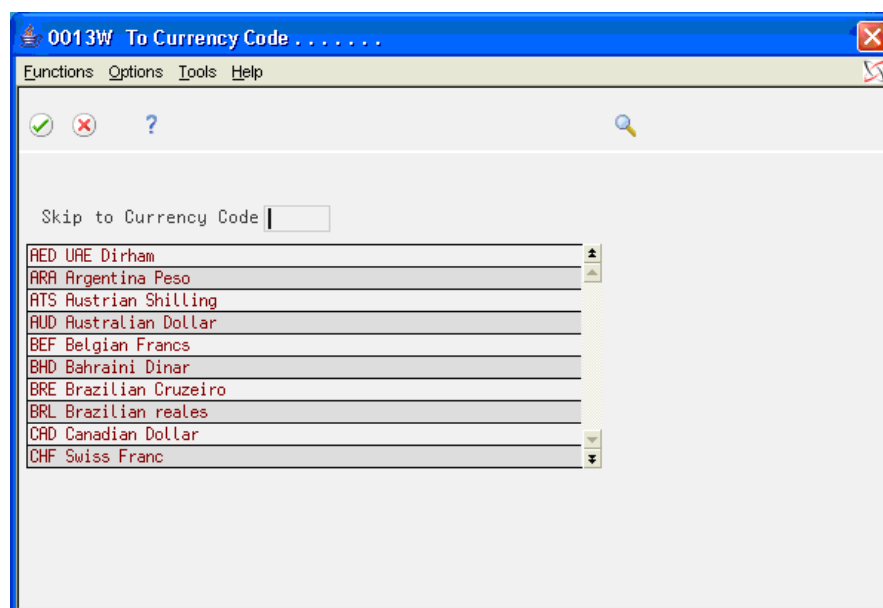 0013W To Currency Code . . . . . . .
Functions Options Tools Help
?
Skip to Currency Code
AED UAE Dirham
ARA Argentina Peso
ATS Austrian Shilling
AUD Australian Dollar
BEF Belgian Francs
BHD Bahraini Dinar
BRE Brazilian Cruzeiro
BRL Brazilian reales
CAD Canadian Dollar
CHF Swiss Franc